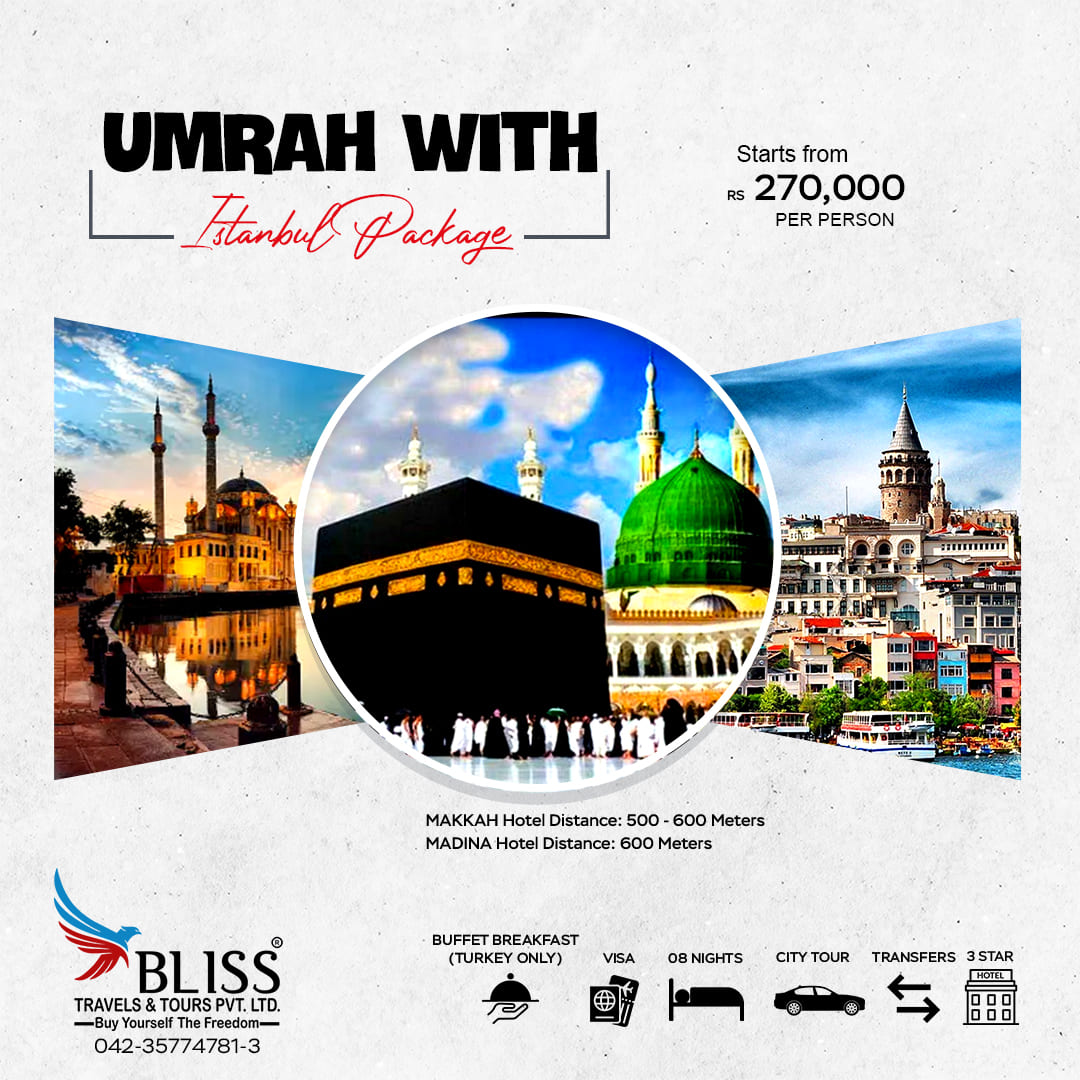 UMRAH WITH
Istanbul Package
Starts from
RS 270,000
PER PERSON
MAKKAH Hotel Distance: 500 - 600 Meters
MADINA Hotel Distance: 600 Meters
BLISS ®
TRAVELS & TOURS PVT. LTD.
Buy Yourself The Freedom
042-35774781-3
BUFFET BREAKFAST
(TURKEY ONLY)
VISA
08 NIGHTS
CITY TOUR
TRANSFERS
3 STAR
HOTEL